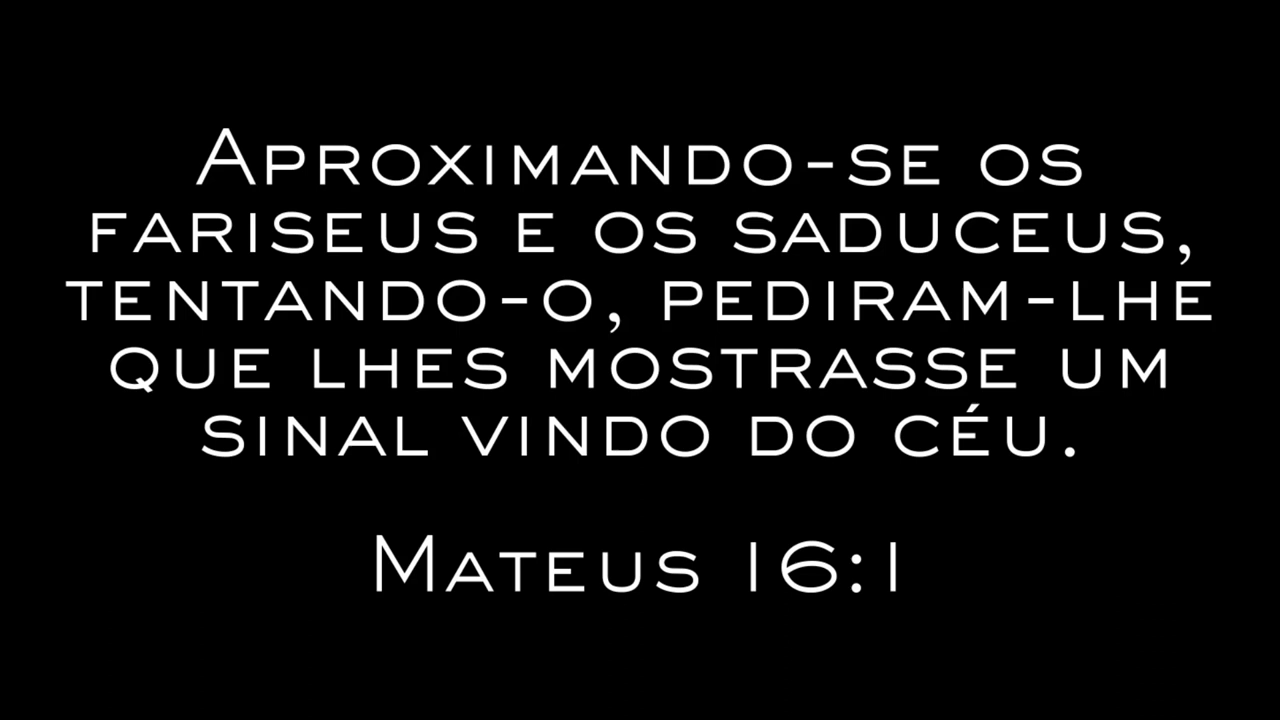 Aproximando-se os
fariseus e os saduceus,
tentando-o, pediram-lhe
que lhes mostrasse um
sinal vindo do céu.
Mateus 16:1